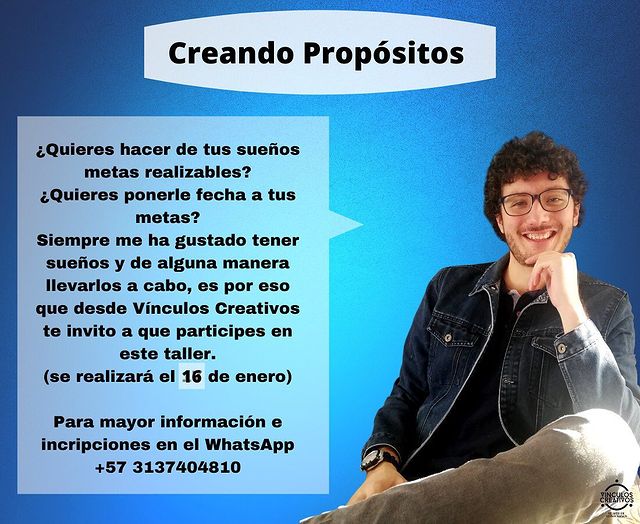 Creando Propósitos
¿Quieres hacer de tus sueños
metas realizables?
¿Quieres ponerle fecha a tus
metas?
Siempre me ha gustado tener
sueños y de alguna manera
llevarlos a cabo, es por eso
que desde Vínculos Creativos
te invito a que participes en
este taller.
(se realizará el 16 de enero)
Para mayor información e
incripciones en el WhatsApp
+57 3137404810
VINCULOS
CREATIVOS